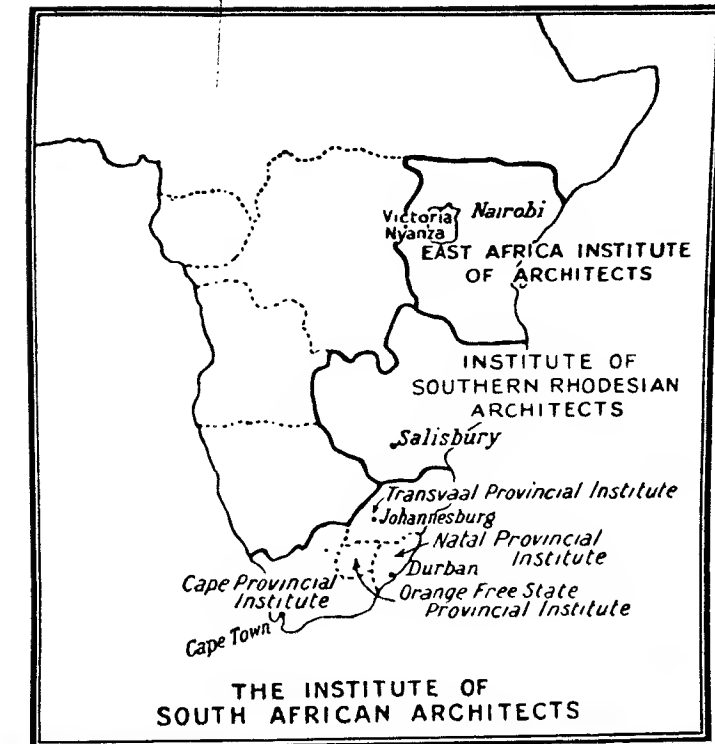 Victoria
Nyanza
Nairobi
EAST AFRICA INSTITUTE
OF ARCHITECTS
INSTITUTE OF
SOUTHERN RHODESIAN
ARCHITECTS
Salisbury
Transvaal Provincial Institute
Johannesburg
Natal Provincial
Institute
Durban
Cape Provincial
Institute
Orange Free State
Provincial Institute
Cape Town
THE INSTITUTE OF
SOUTH AFRICAN ARCHITECTS